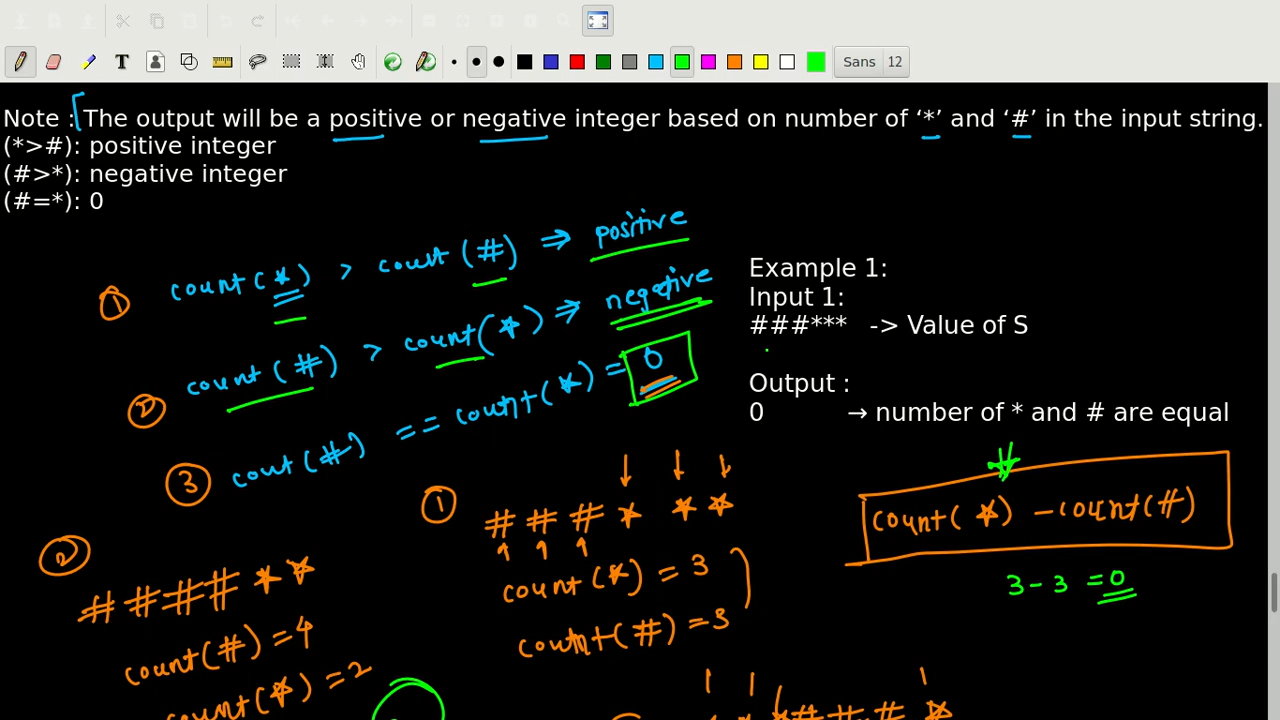 Sans 12
Note : The output will be a positive or negative integer based on number of ‘*’ and ‘#’ in the input string.
(*>#): positive integer
(#>*): negative integer
(#=*): 0
① count(*) > count(#) ⇒ positive
② count(#) > count(*) ⇒ negative
③ cout(#) == count(*) = 0
Example 1:
Input 1:
###*** -> Value of S
Output :
0 → number of * and # are equal
#
count(*) - count(#)
3 - 3 = 0
① # # # * * *
count(*) = 3
count(#) = 3
② # # # # * *
count(#) = 4
count(*) = 2